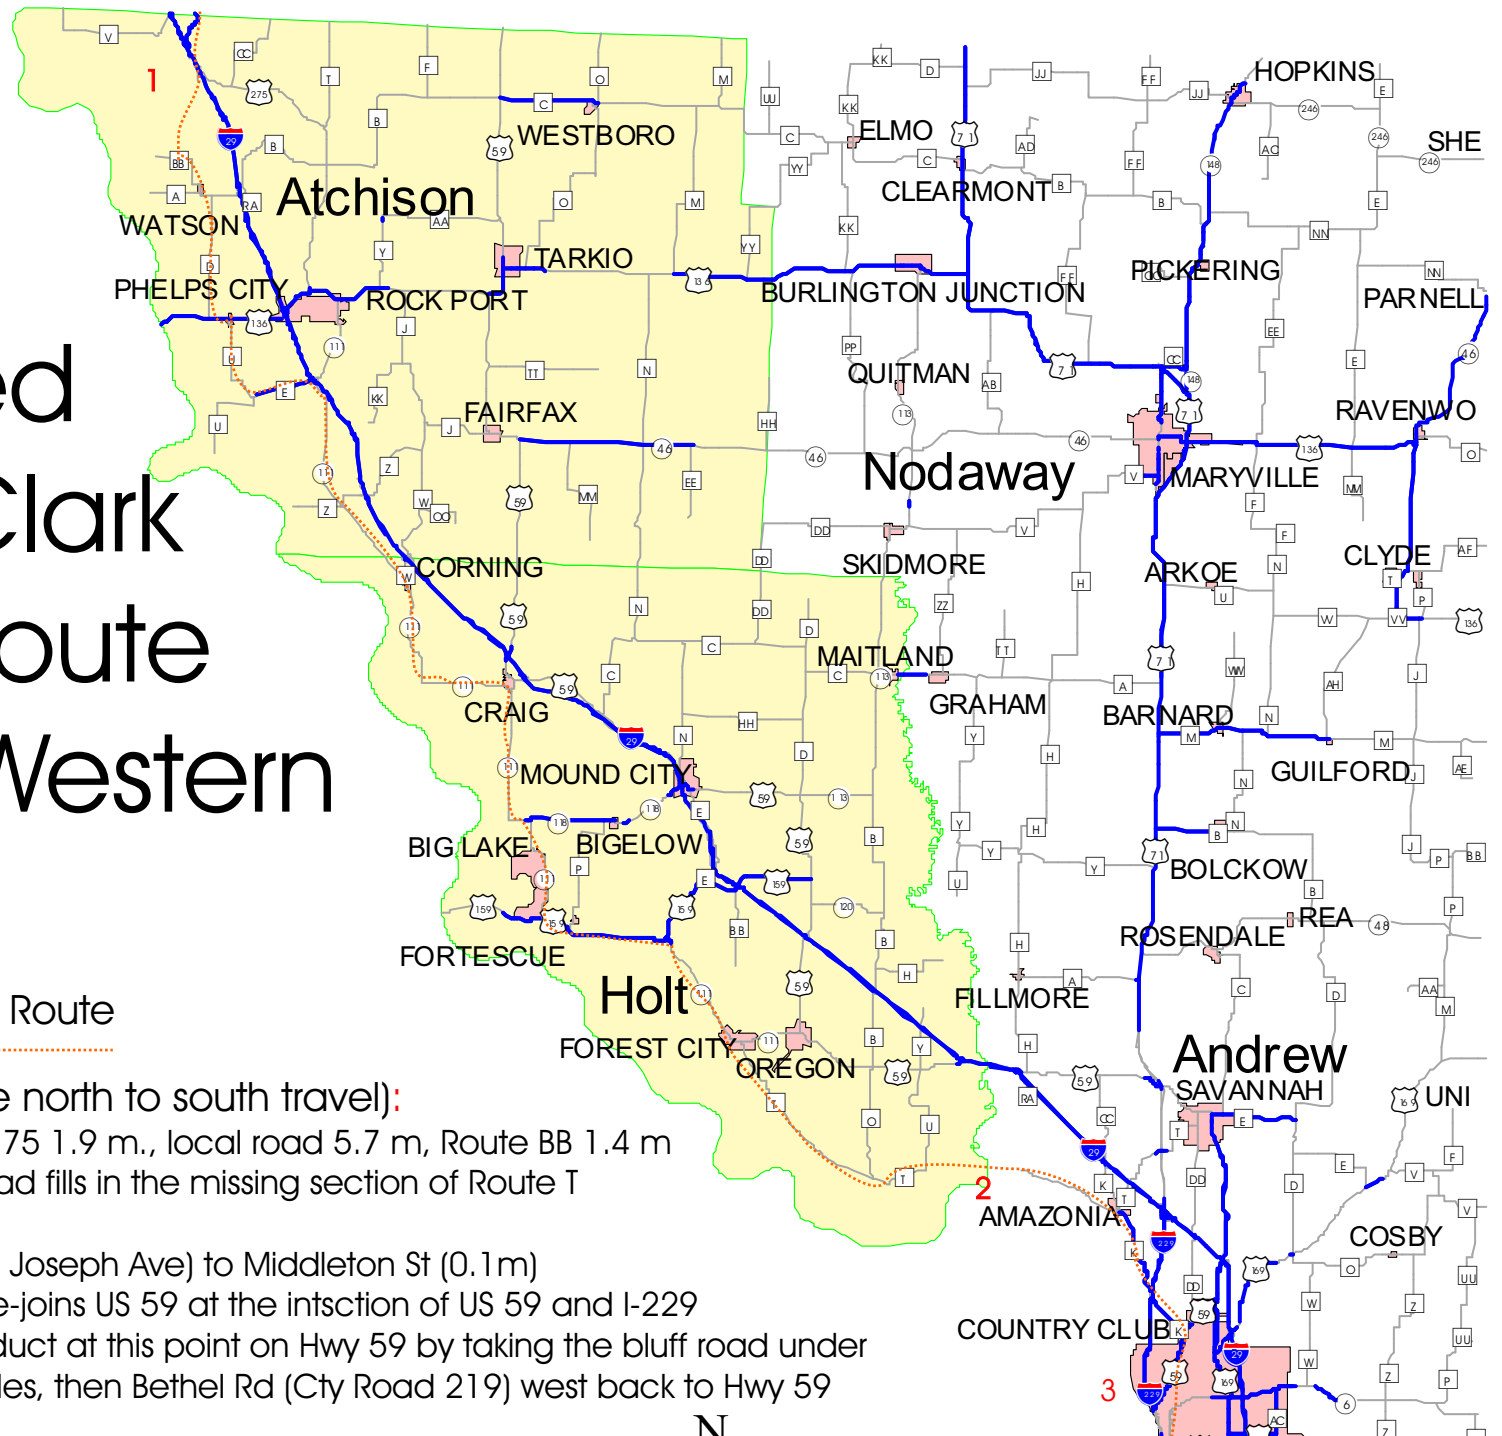 HOPKINS
WESTBORO
ELMO
SHE
Atchison
CLEARMONT
WATSON
TARKIO
PICKERING
PHELPS CITY
ROCK PORT
BURLINGTON JUNCTION
PARNELL
ed
QUITMAN
FAIRFAX
RAVENWO
Nodaway
MARYVILLE
Clark
CORNING
SKIDMORE
ARKOE
CLYDE
oute
MAITLAND
CRAIG
GRAHAM
BARNARD
Western
MOUND CITY
GUILFORD
BIG LAKE
BIGELOW
BOLCKOW
REA
ROSENDALE
FORTESCUE
Holt
FILLMORE
Route
FOREST CITY
OREGON
Andrew
SAVANNAH
UNI
e north to south travel):
75 1.9 m., local road 5.7 m, Route BB 1.4 m
ad fills in the missing section of Route T
AMAZONIA
COSBY
Joseph Ave) to Middleton St (0.1m)
e-joins US 59 at the intsction of US 59 and I-229
COUNTRY CLUB
duct at this point on Hwy 59 by taking the bluff road under
les, then Bethel Rd (Cty Road 219) west back to Hwy 59
1
2
3
N